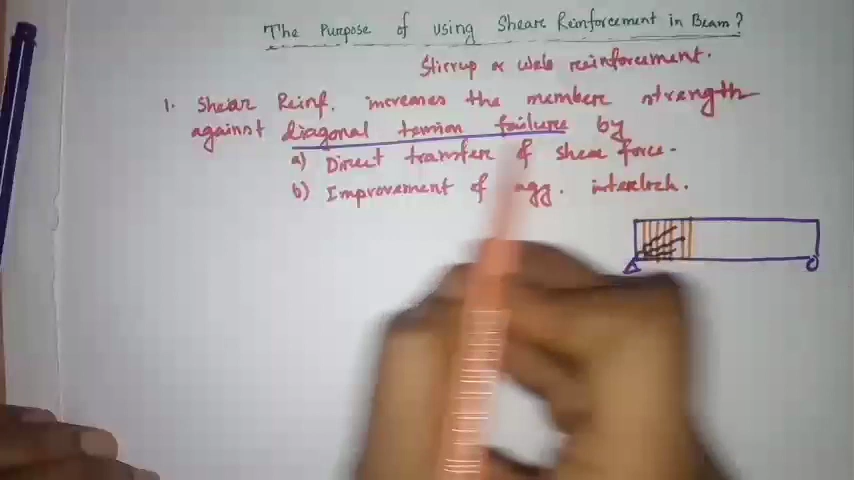 The Purpose of using Shear Reinforcement in Beam?
Stirrup or web reinforcement.
1. Shear Reinf. increases the member strength
against diagonal tension failure by
a) Direct transfer of shear force.
b) Improvement of agg. interlock.